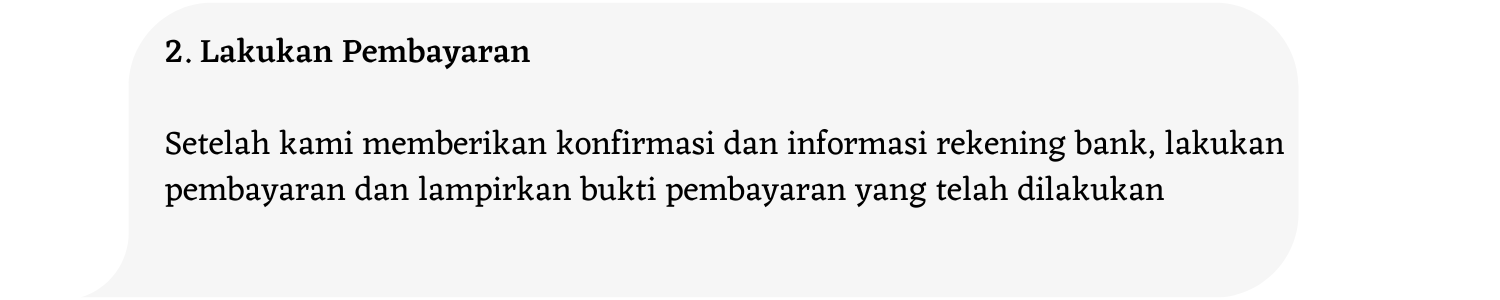 2. Lakukan Pembayaran
Setelah kami memberikan konfirmasi dan informasi rekening bank, lakukan
pembayaran dan lampirkan bukti pembayaran yang telah dilakukan